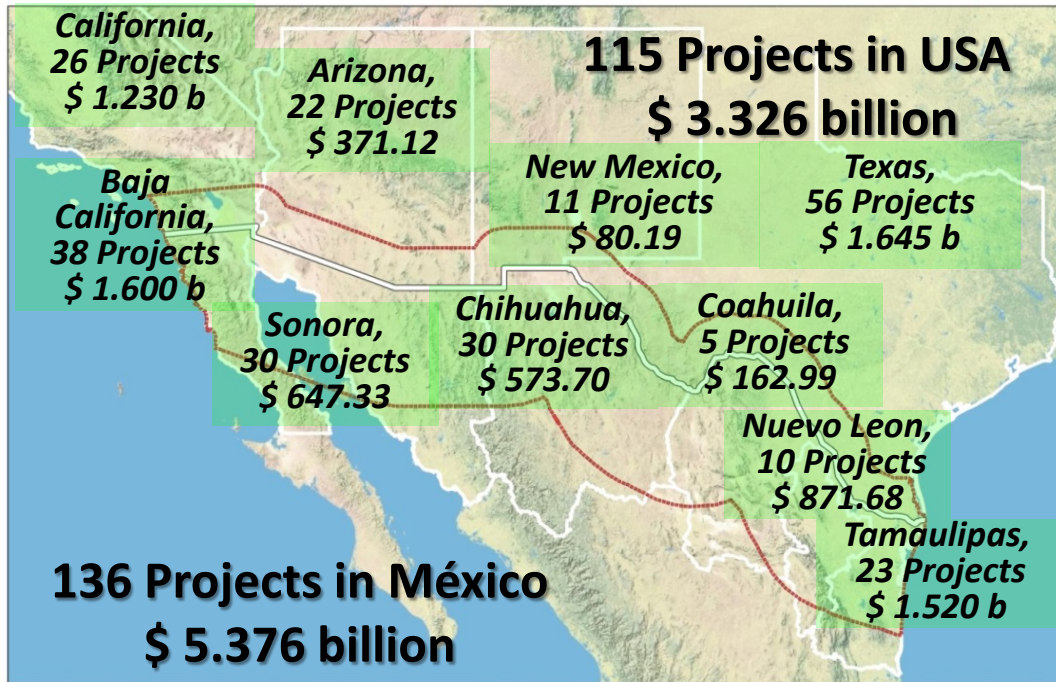 California,
26 Projects
$ 1.230 b
Arizona,
22 Projects
$ 371.12
115 Projects in USA
$ 3.326 billion
New Mexico,
11 Projects
$ 80.19
Texas,
56 Projects
$ 1.645 b
Baja
California,
38 Projects
$ 1.600 b
Sonora,
30 Projects
$ 647.33
Chihuahua,
30 Projects
$ 573.70
Coahuila,
5 Projects
$ 162.99
Nuevo Leon,
10 Projects
$ 871.68
Tamaulipas,
23 Projects
$ 1.520 b
136 Projects in México
$ 5.376 billion